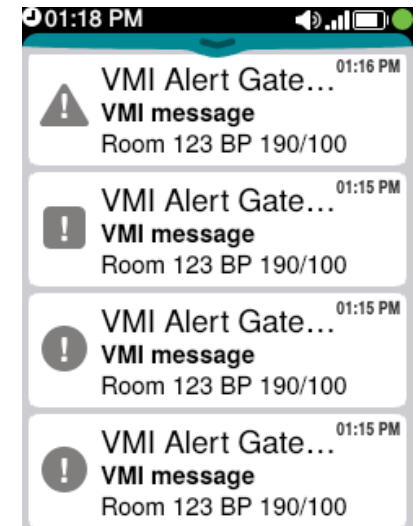 01:18 PM
VMI Alert Gate... 01:16 PM
VMI message
Room 123 BP 190/100
VMI Alert Gate... 01:15 PM
VMI message
Room 123 BP 190/100
VMI Alert Gate... 01:15 PM
VMI message
Room 123 BP 190/100
VMI Alert Gate... 01:15 PM
VMI message
Room 123 BP 190/100